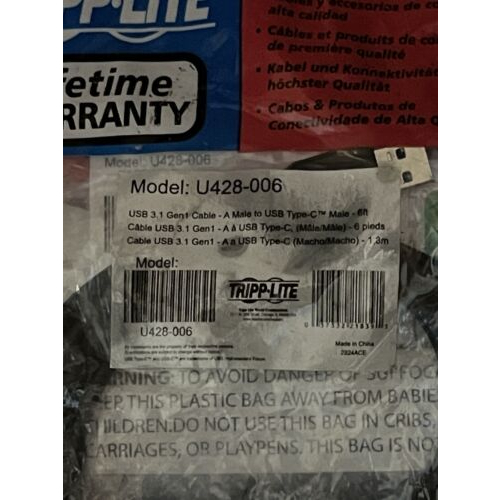 TRIPP·LITE
alta calidad
• Câbles et produits de co
de première qualité
• Kabel und Konnektivität
höchster Qualität
• Cabos & Produtos de
Conectividade de Alta Q
fetime
RRANTY
Model: U428-006
Model: U428-006
USB 3.1 Gen1 Cable - A Male to USB Type-C™ Male - 6ft
Câble USB 3.1 Gen1 - A à USB Type-C, (Mâle/Mâle) - 6 pieds
Cable USB 3.1 Gen1 - A a USB Type-C (Macho/Macho) - 1.8m
Model:
TRIPP·LITE
U428-006
Made in China
7324ACE
RNING: TO AVOID DANGER OF SUFFOC
EP THIS PLASTIC BAG AWAY FROM BABIE
HILDREN.DO NOT USE THIS BAG IN CRIBS,
CARRIAGES, OR PLAYPENS. THIS BAG IS NOT